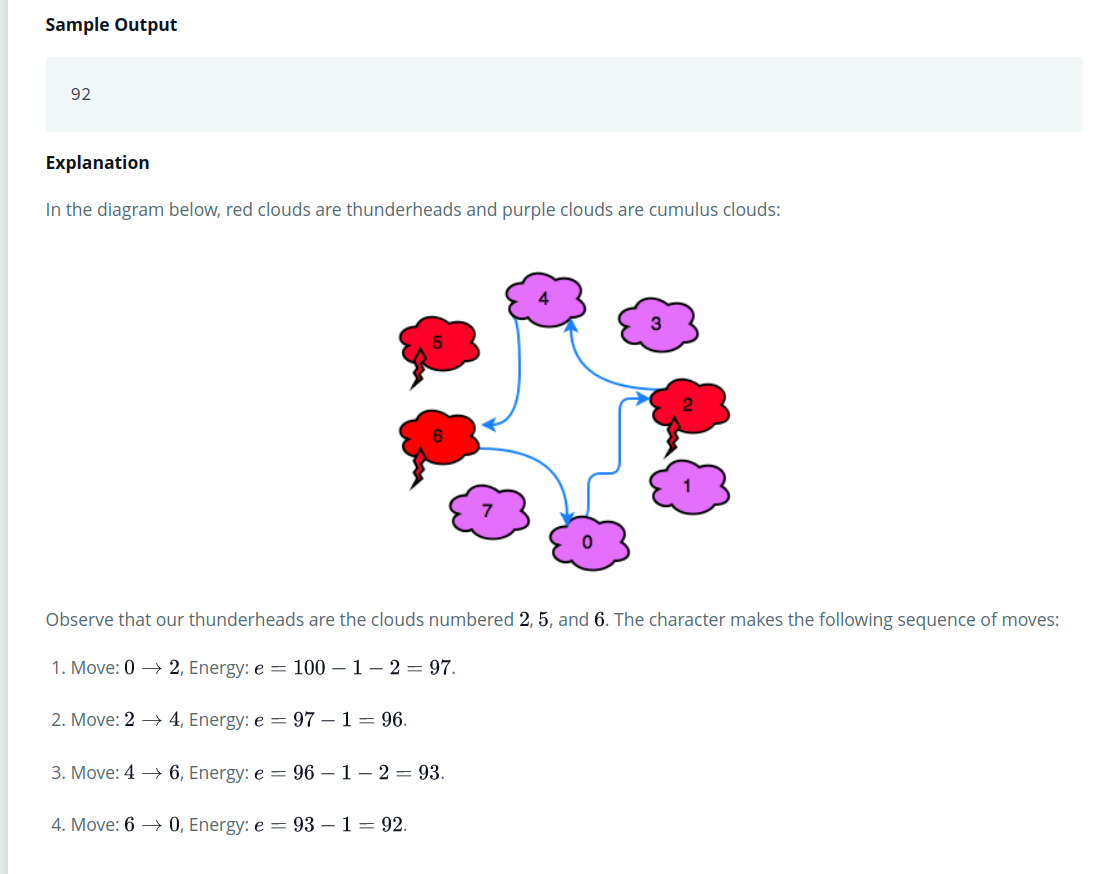 Sample Output
92
Explanation
In the diagram below, red clouds are thunderheads and purple clouds are cumulus clouds:
4
3
5
2
6
1
7
0
Observe that our thunderheads are the clouds numbered 2, 5, and 6. The character makes the following sequence of moves:
1. Move: 0 → 2, Energy: e = 100 − 1 − 2 = 97.
2. Move: 2 → 4, Energy: e = 97 − 1 = 96.
3. Move: 4 → 6, Energy: e = 96 − 1 − 2 = 93.
4. Move: 6 → 0, Energy: e = 93 − 1 = 92.